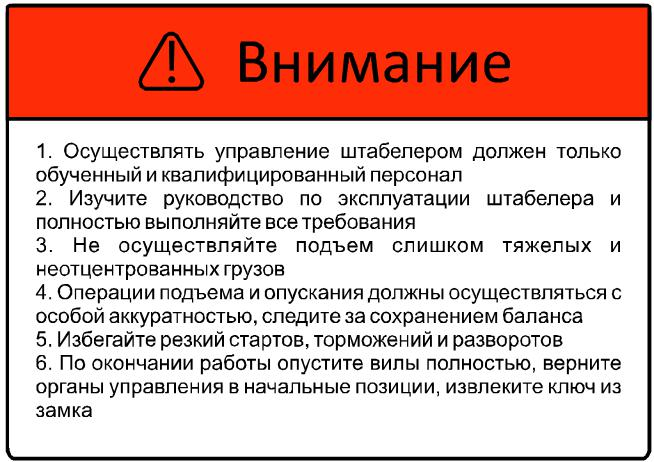 Внимание
1. Осуществлять управление штабелером должен только
обученный и квалифицированный персонал
2. Изучите руководство по эксплуатации штабелера и
полностью выполняйте все требования
3. Не осуществляйте подъем слишком тяжелых и
неотцентрованных грузов
4. Операции подъема и опускания должны осуществляться с
особой аккуратностью, следите за сохранением баланса
5. Избегайте резкий стартов, торможений и разворотов
6. По окончании работы опустите вилы полностью, верните
органы управления в начальные позиции, извлеките ключ из
замка